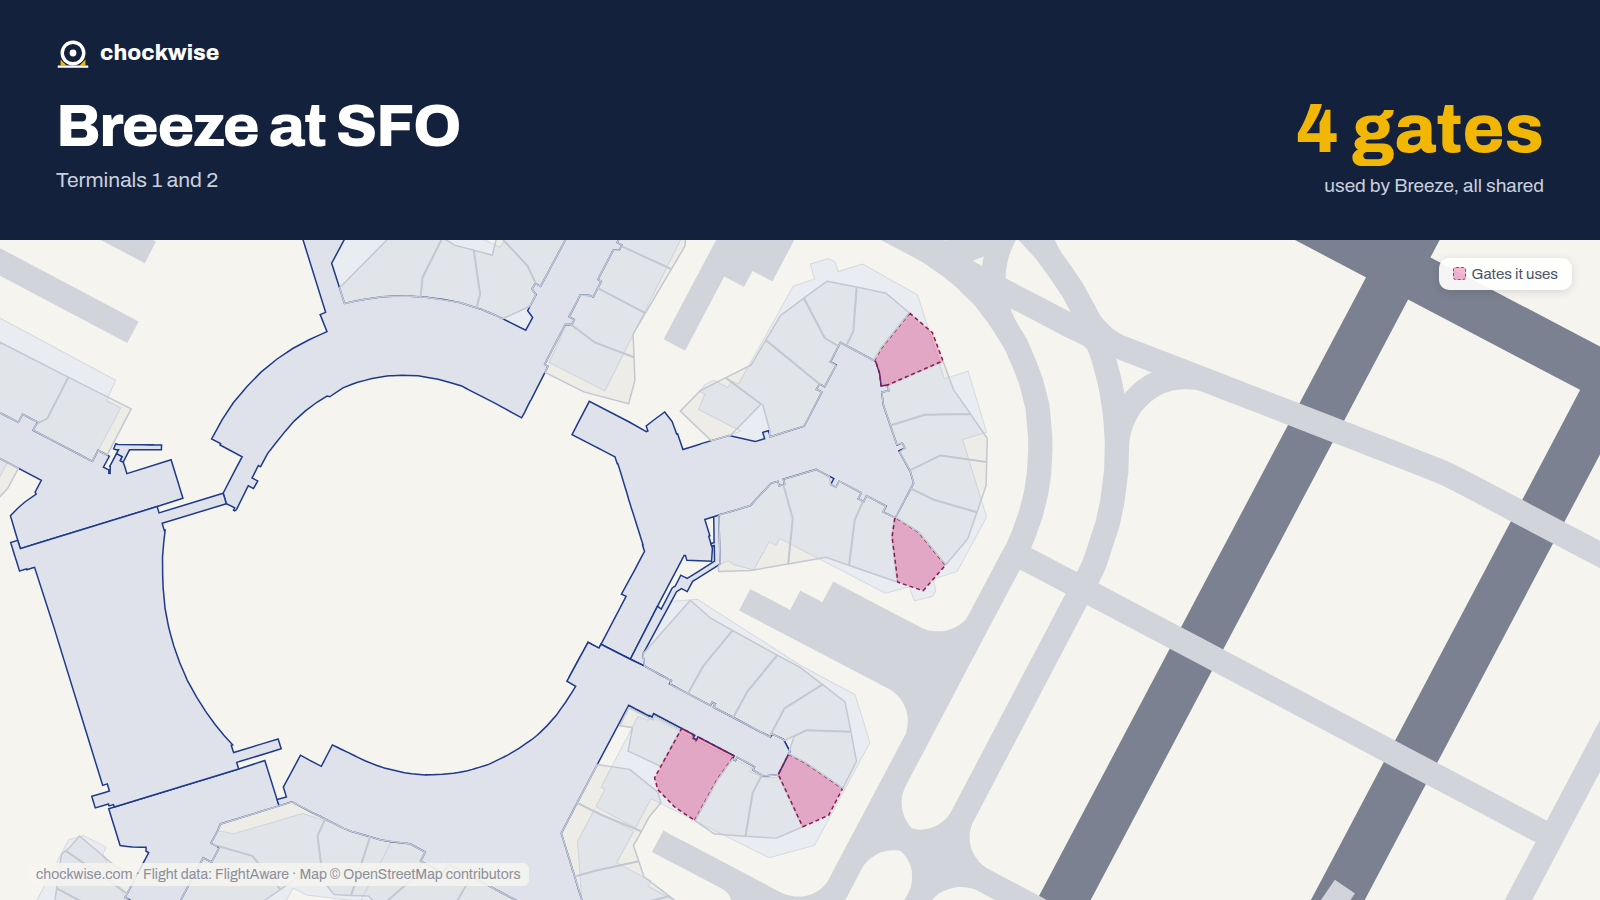 chockwise
Breeze at SFO
Terminals 1 and 2
4 gates
used by Breeze, all shared
Gates it uses
chockwise.com · Flight data: FlightAware · Map © OpenStreetMap contributors